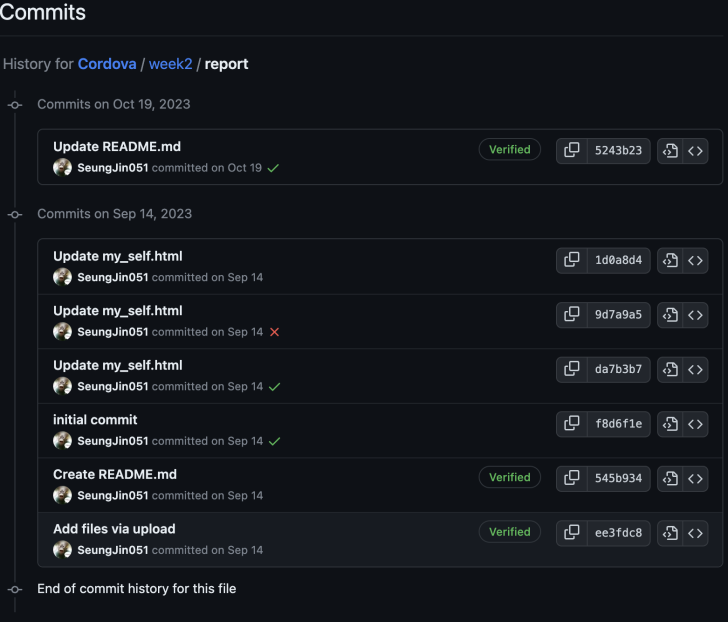 Commits
History for Cordova / week2 / report
Commits on Oct 19, 2023
Update README.md
Verified
5243b23
SeungJin051 committed on Oct 19
Commits on Sep 14, 2023
Update my_self.html
1d0a8d4
SeungJin051 committed on Sep 14
Update my_self.html
9d7a9a5
SeungJin051 committed on Sep 14
Update my_self.html
da7b3b7
SeungJin051 committed on Sep 14
initial commit
f8d6f1e
SeungJin051 committed on Sep 14
Create README.md
Verified
545b934
SeungJin051 committed on Sep 14
Add files via upload
Verified
ee3fdc8
SeungJin051 committed on Sep 14
End of commit history for this file